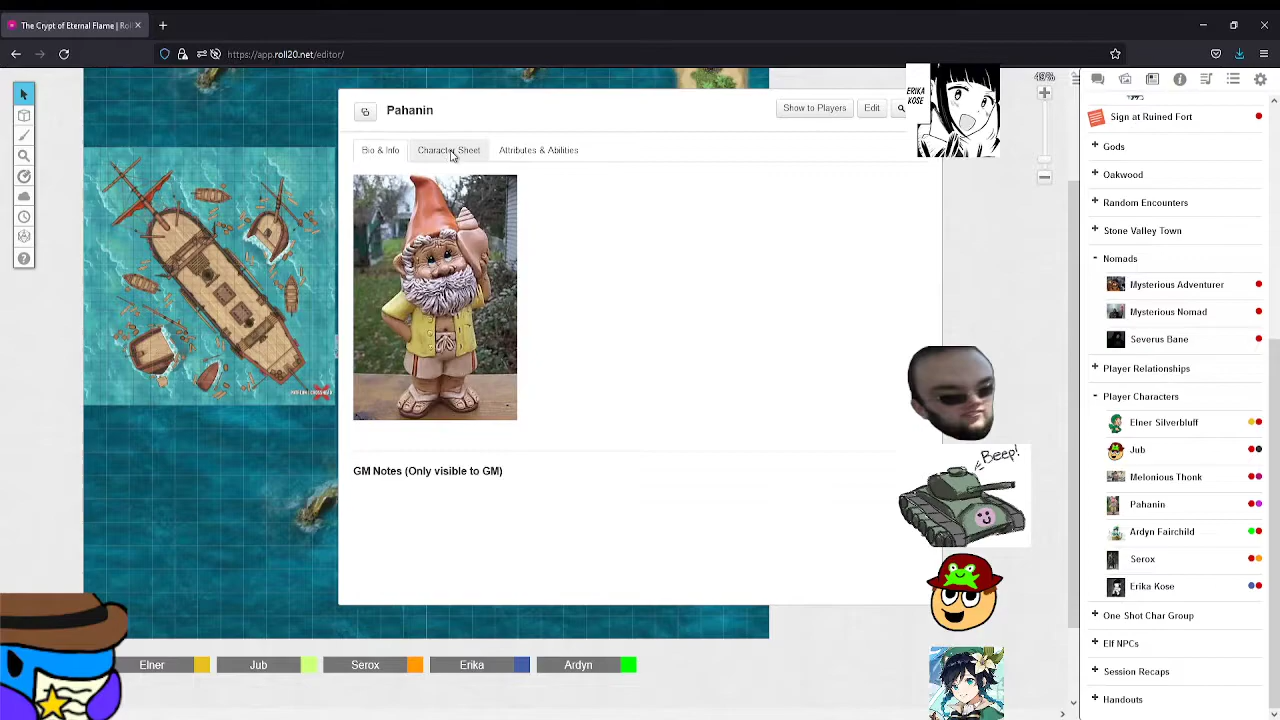 The Crypt of Eternal Flame | Roll
https://app.roll20.net/editor/
Pahanin
Show to Players
Edit
Bio & Info
Character Sheet
Attributes & Abilities
GM Notes (Only visible to GM)
ERIKA
KOSE
Beep!
Sign at Ruined Fort
Gods
Oakwood
Random Encounters
Stone Valley Town
Nomads
Mysterious Adventurer
Mysterious Nomad
Severus Bane
Player Relationships
Player Characters
Elner Silverbluff
Jub
Melonious Thonk
Pahanin
Ardyn Fairchild
Serox
Erika Kose
One Shot Char Group
Elf NPCs
Session Recaps
Handouts
Elner
Jub
Serox
Erika
Ardyn